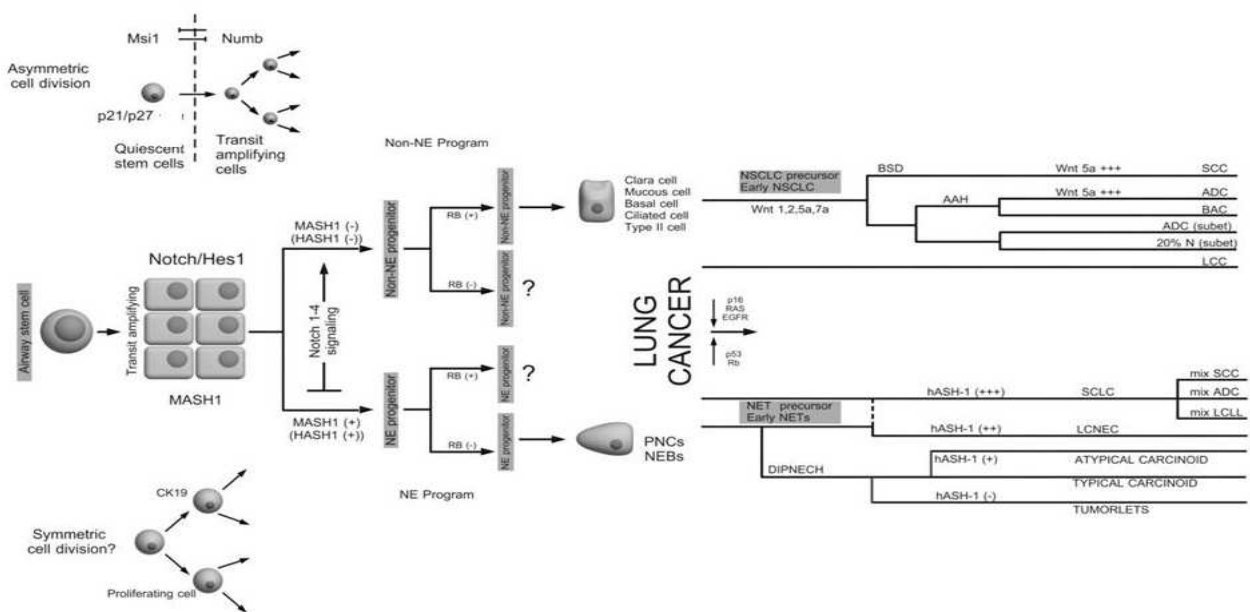 Msi1
Numb
Asymmetric
cell division
p21/p27
Quiescent
stem cells
Transit
amplifying
cells
Non-NE Program
Airway stem cell
Transit amplifying
Notch/Hes1
MASH1
MASH1 (-)
(HASH1 (-))
Notch 1-4
signaling
MASH1 (+)
(HASH1 (+))
Non-NE progenitor
RB (+)
Non-NE progenitor
RB (-)
Non-NE progenitor
?
NE progenitor
RB (+)
NE progenitor
?
RB (-)
NE progenitor
NE Program
Clara cell
Mucous cell
Basal cell
Ciliated cell
Type II cell
PNCs
NEBs
LUNG
CANCER
p16
RAS
EGFR
p53
Rb
NSCLC precursor
Early NSCLC
Wnt 1,2,5a,7a
BSD
Wnt 5a +++
SCC
AAH
Wnt 5a +++
ADC
BAC
ADC (subet)
20% N (subet)
LCC
NET precursor
Early NETs
hASH-1 (+++)
SCLC
mix SCC
mix ADC
mix LCLL
hASH-1 (++)
LCNEC
DIPNECH
hASH-1 (+)
ATYPICAL CARCINOID
TYPICAL CARCINOID
hASH-1 (-)
TUMORLETS
CK19
Symmetric
cell division?
Proliferating cell